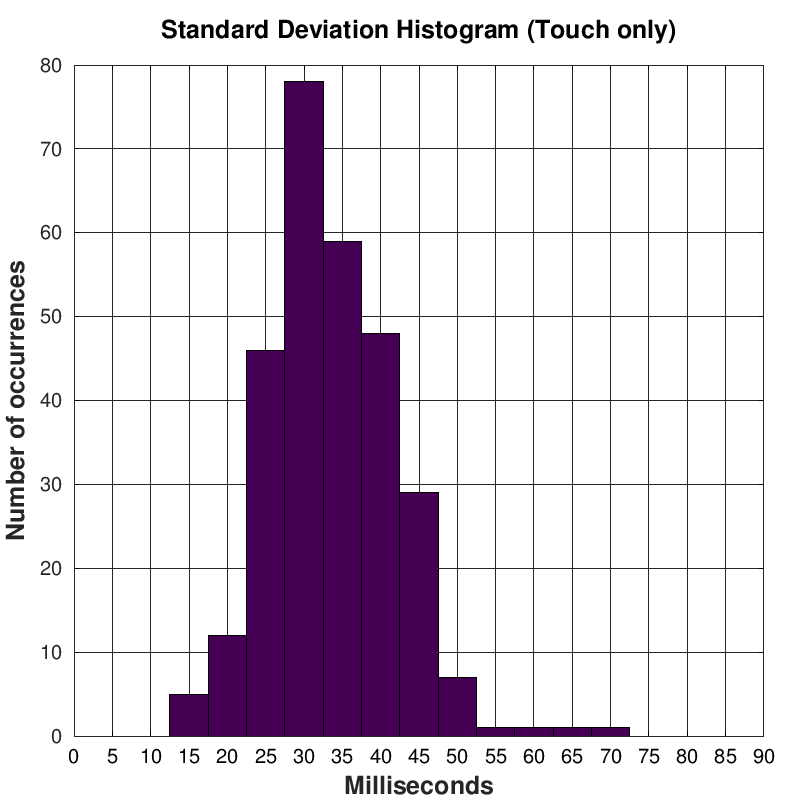 Standard Deviation Histogram (Touch only)
80
70
60
50
40
30
20
10
0
Number of occurrences
0 5 10 15 20 25 30 35 40 45 50 55 60 65 70 75 80 85 90
Milliseconds